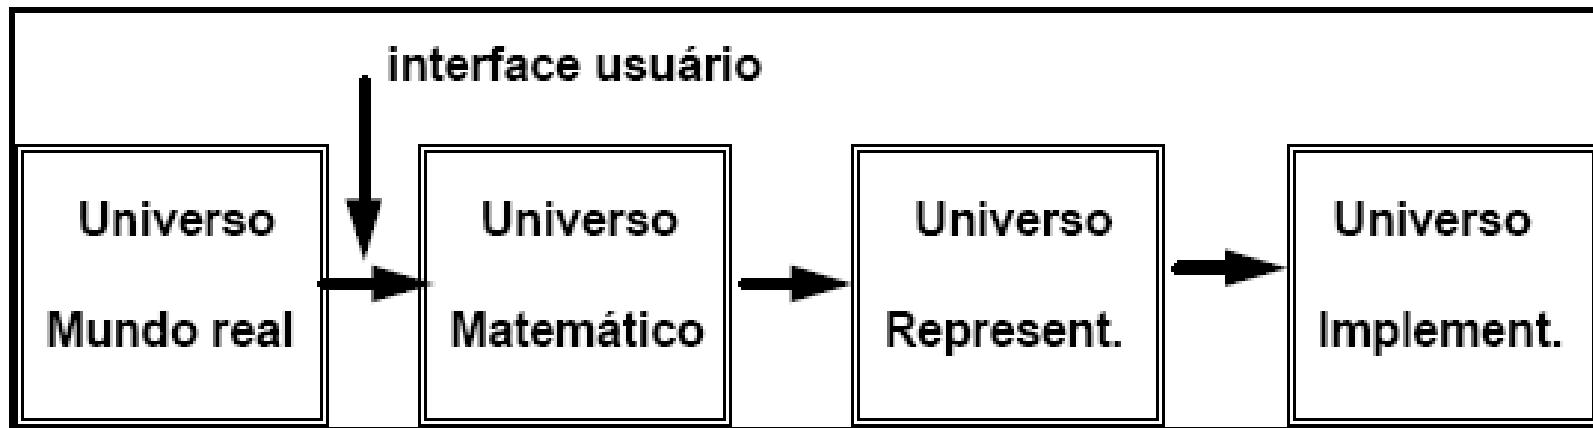 interface usuário
Universo
Mundo real
Universo
Matemático
Universo
Represent.
Universo
Implement.